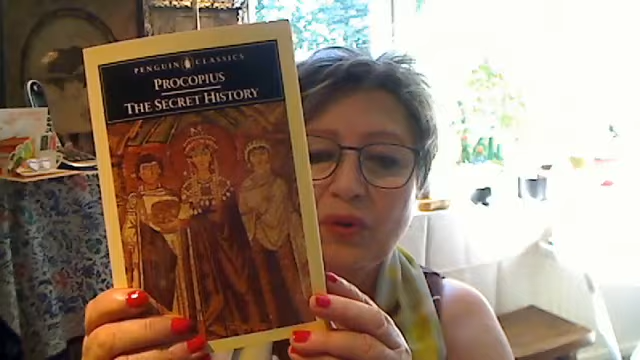 PENGUIN CLASSICS
PROCOPIUS
THE SECRET HISTORY